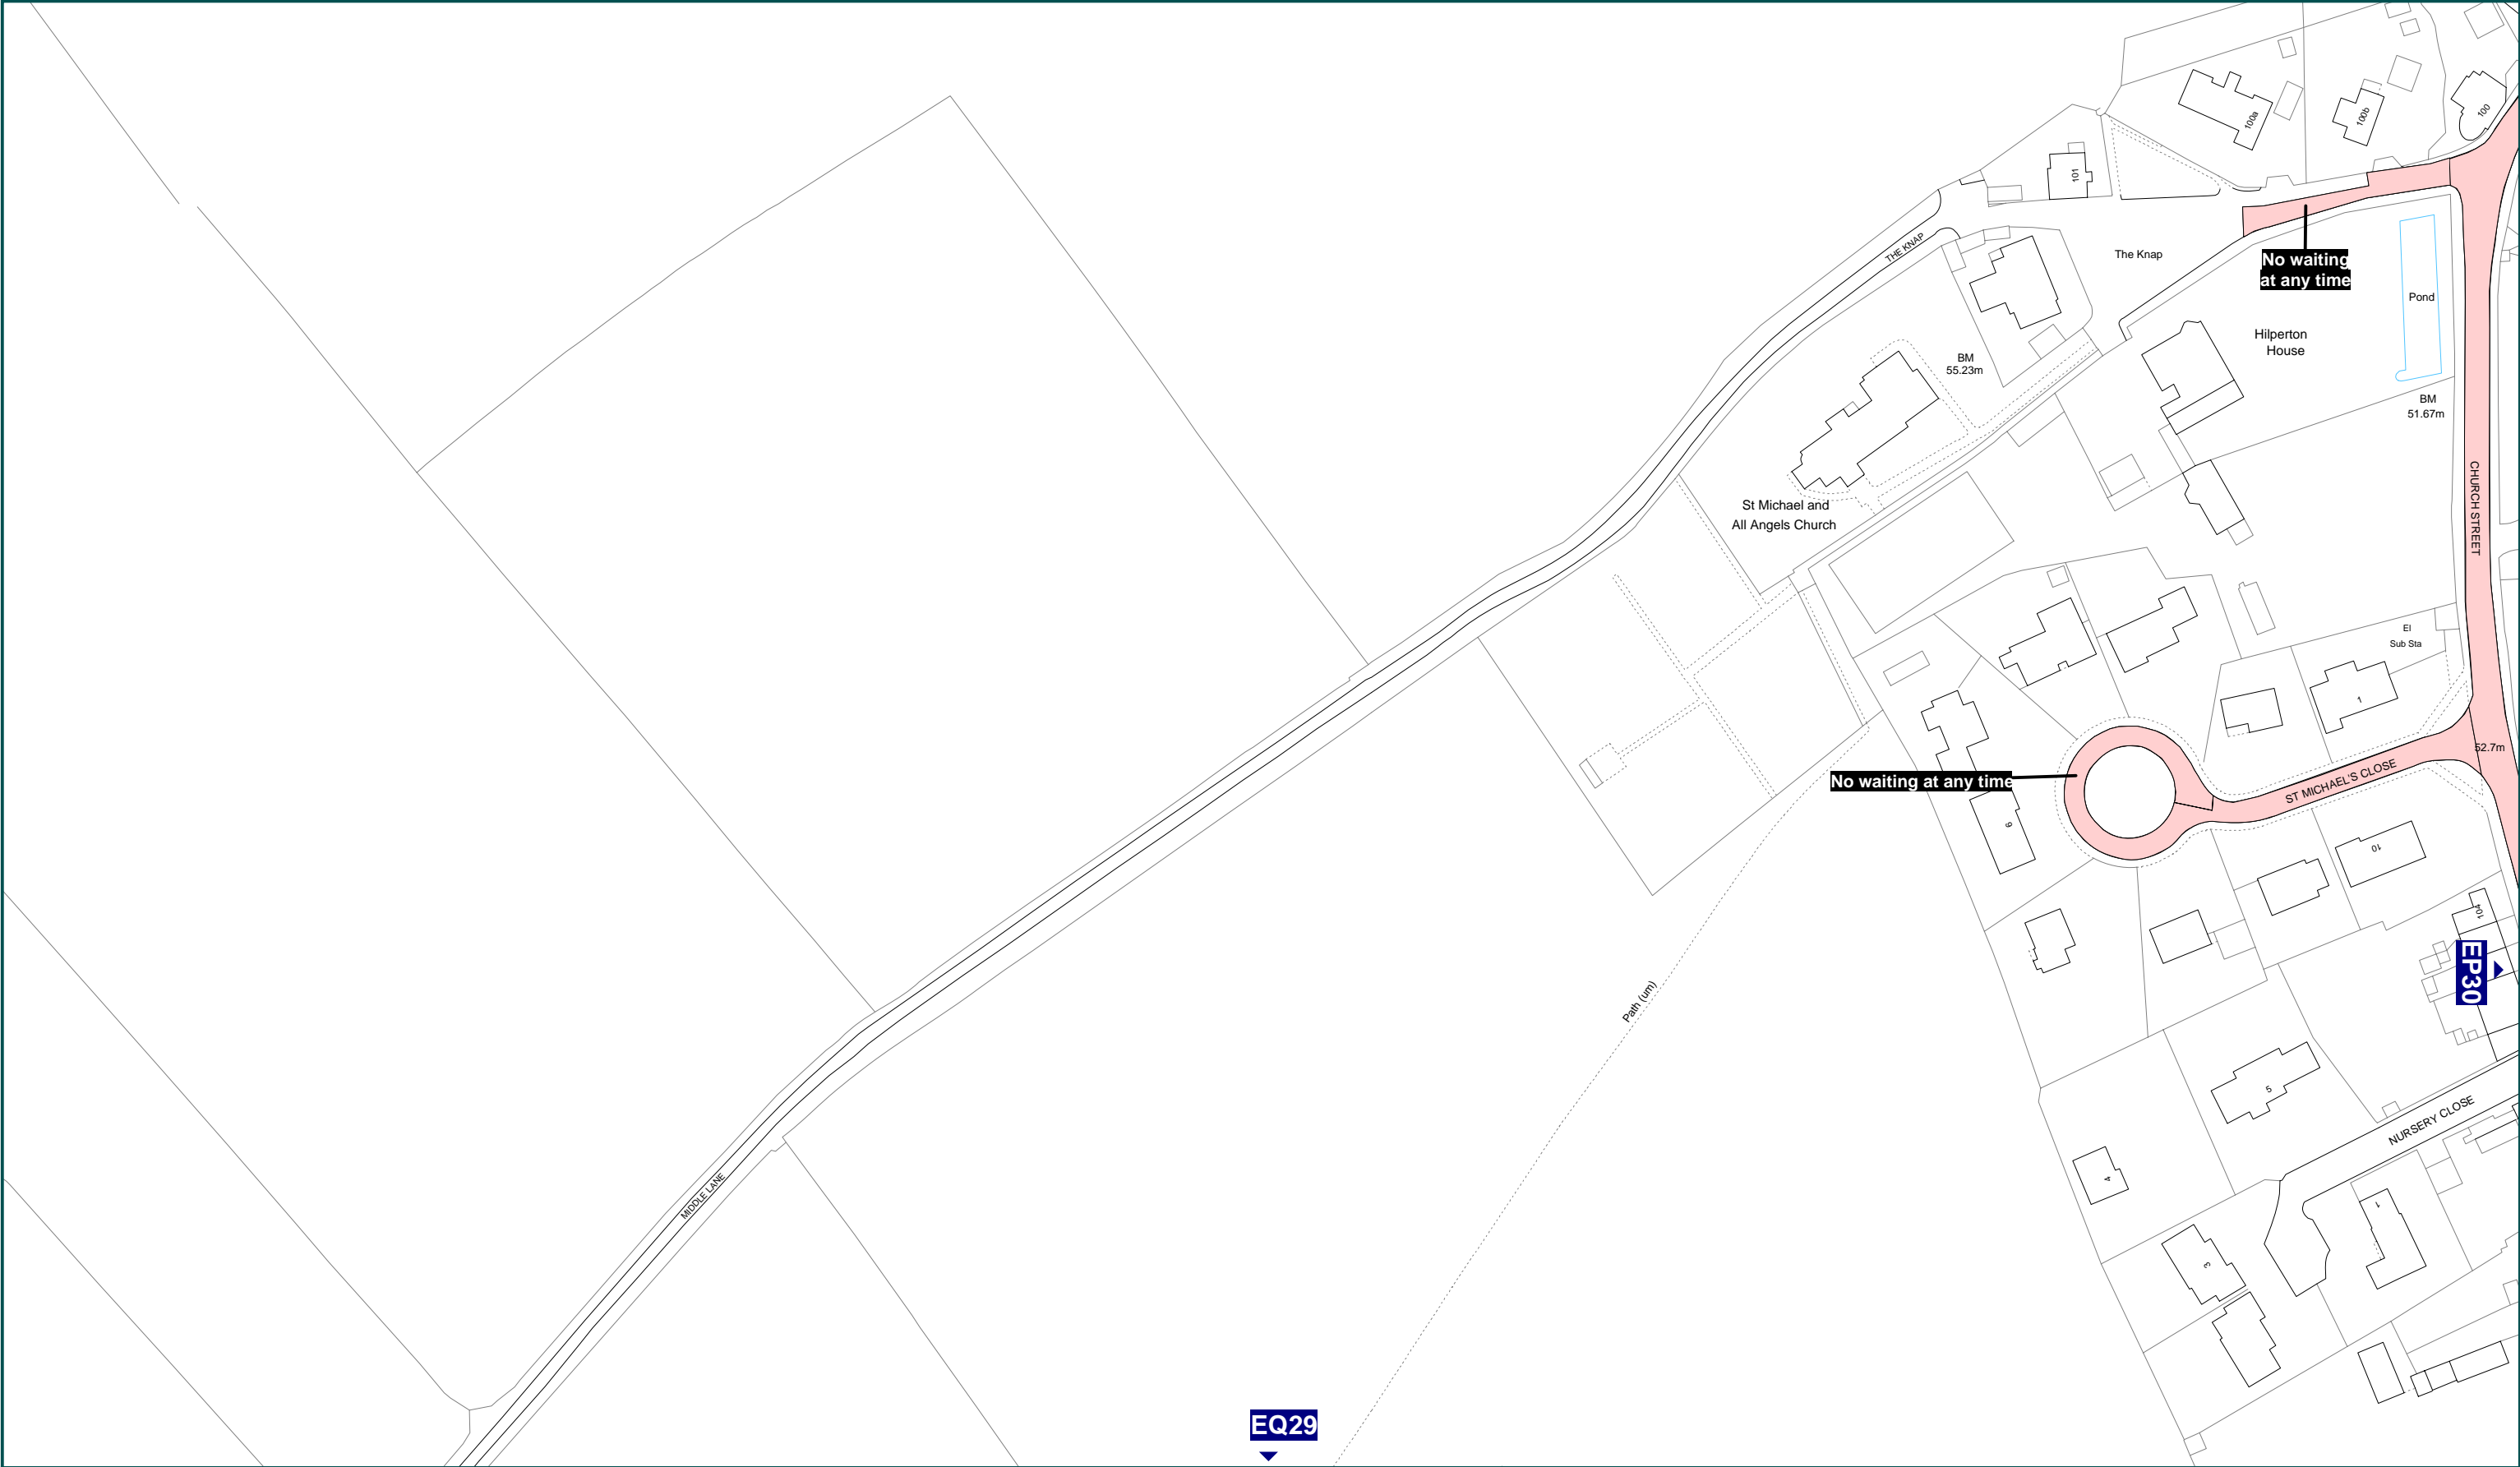 100
100b
100a
101
THE KNAP
The Knap
No waiting
at any time
Pond
Hilperton
House
BM
55.23m
BM
51.67m
CHURCH STREET
St Michael and
All Angels Church
El
Sub Sta
1
52.7m
ST MICHAEL'S CLOSE
No waiting at any time
6
10
104
EP30
Path (um)
5
NURSERY CLOSE
4
MIDDLE LANE
1
3
EQ29